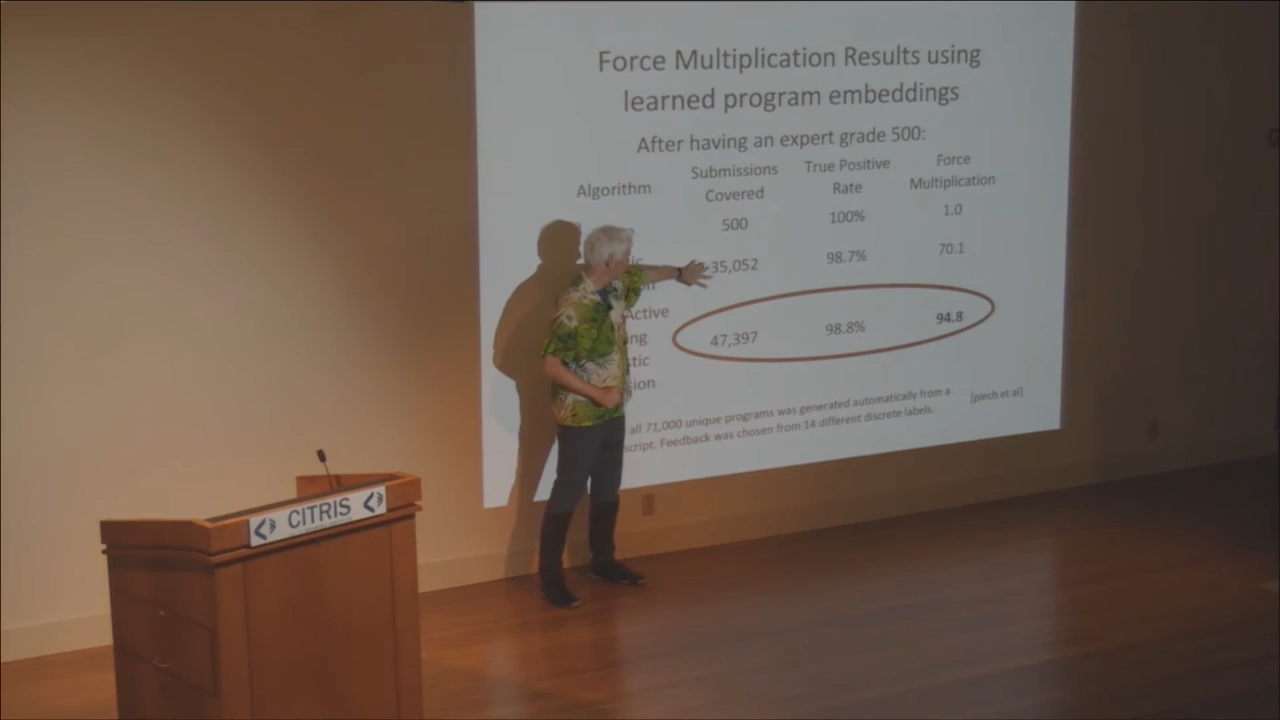 Force Multiplication Results using
learned program embeddings
After having an expert grade 500:
Algorithm
Submissions
Covered
True Positive
Rate
Force
Multiplication
500
100%
1.0
35,052
98.7%
70.1
Active
47,397
98.8%
94.8
all 71,000 unique programs was generated automatically from a
script. Feedback was chosen from 14 different discrete labels.
[piech et al]
CITRIS